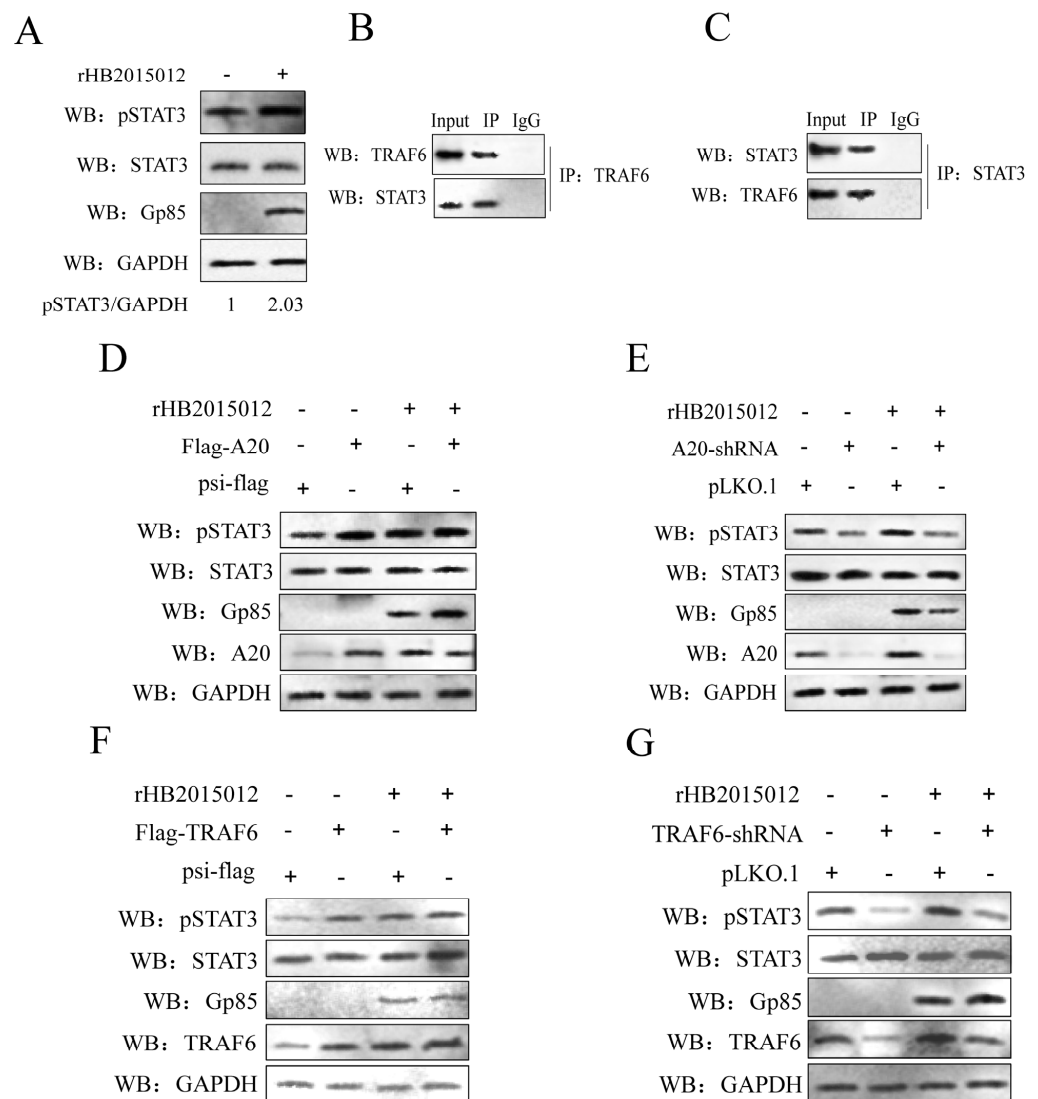 A
rHB2015012 - +
WB：pSTAT3
WB：STAT3
WB：Gp85
WB：GAPDH
pSTAT3/GAPDH 1 2.03
B
Input IP IgG
WB：TRAF6
WB：STAT3
IP：TRAF6
C
Input IP IgG
WB：STAT3
WB：TRAF6
IP：STAT3
D
rHB2015012 - - + +
Flag-A20 - + - +
psi-flag + - + -
WB：pSTAT3
WB：STAT3
WB：Gp85
WB：A20
WB：GAPDH
E
rHB2015012 - - + +
A20-shRNA - + - +
pLKO.1 + - + -
WB：pSTAT3
WB：STAT3
WB：Gp85
WB：A20
WB：GAPDH
F
rHB2015012 - - + +
Flag-TRAF6 - + - +
psi-flag + - + -
WB：pSTAT3
WB：STAT3
WB：Gp85
WB：TRAF6
WB：GAPDH
G
rHB2015012 - - + +
TRAF6-shRNA - + - +
pLKO.1 + - + -
WB：pSTAT3
WB：STAT3
WB：Gp85
WB：TRAF6
WB：GAPDH